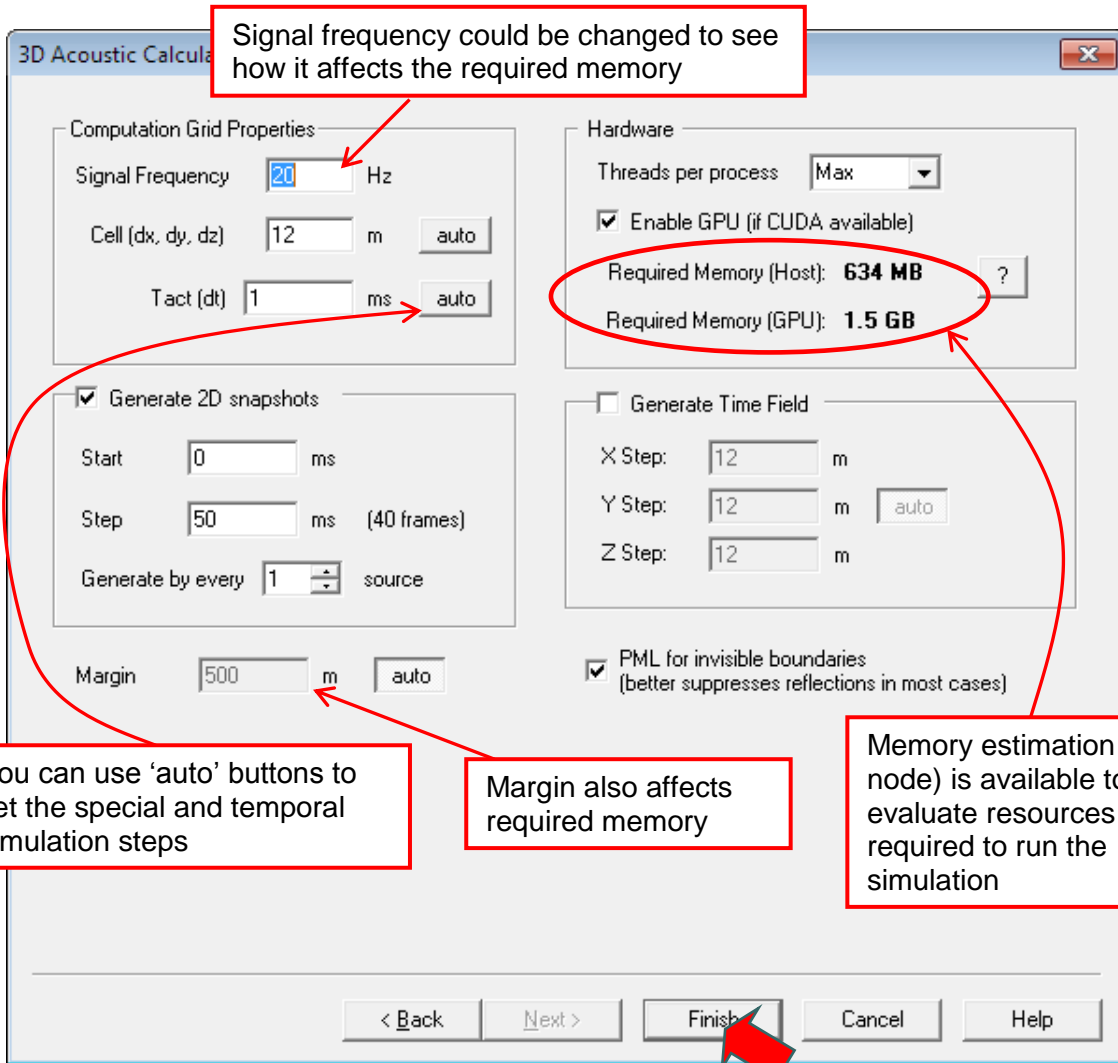 3D Acoustic Calcula
Signal frequency could be changed to see
how it affects the required memory
Computation Grid Properties
Signal Frequency 20 Hz
Cell (dx, dy, dz) 12 m auto
Tact (dt) 1 ms auto
Hardware
Threads per process Max
Enable GPU (if CUDA available)
Required Memory (Host): 634 MB ?
Required Memory (GPU): 1.5 GB
Generate 2D snapshots
Start 0 ms
Step 50 ms (40 frames)
Generate by every 1 source
Generate Time Field
X Step: 12 m
Y Step: 12 m auto
Z Step: 12 m
Margin 500 m auto
PML for invisible boundaries
(better suppresses reflections in most cases)
ou can use ‘auto’ buttons to
et the special and temporal
mulation steps
Margin also affects
required memory
Memory estimation
node) is available to
evaluate resources
required to run the
simulation
< Back Next > Finish Cancel Help